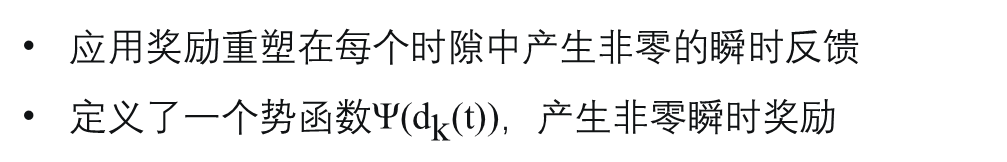 • 应用奖励重塑在每个时隙中产生非零的瞬时反馈
• 定义了一个势函数Ψ(dk(t))，产生非零瞬时奖励